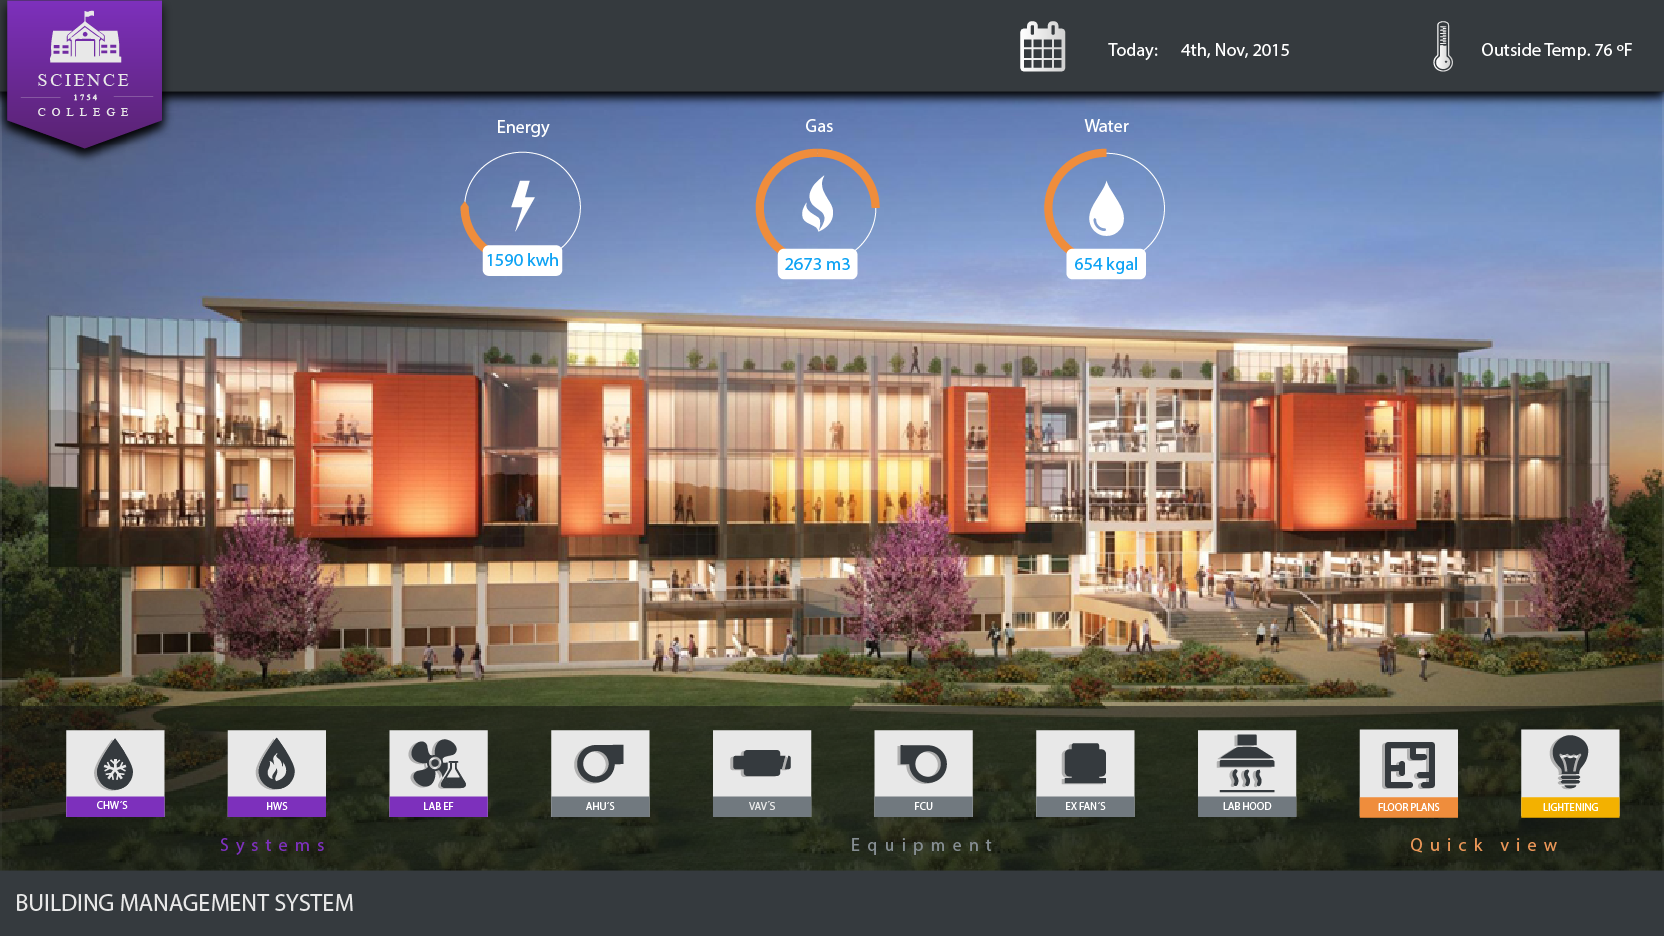 SCIENCE
1754
COLLEGE
Today: 4th, Nov, 2015
Outside Temp. 76 ºF
Energy
Gas
Water
1590 kwh
2673 m3
654 kgal
CHW'S
HWS
LAB EF
AHU'S
VAV'S
FCU
EX FAN'S
LAB HOOD
FLOOR PLANS
LIGHTENING
Systems
Equipment
Quick view
BUILDING MANAGEMENT SYSTEM